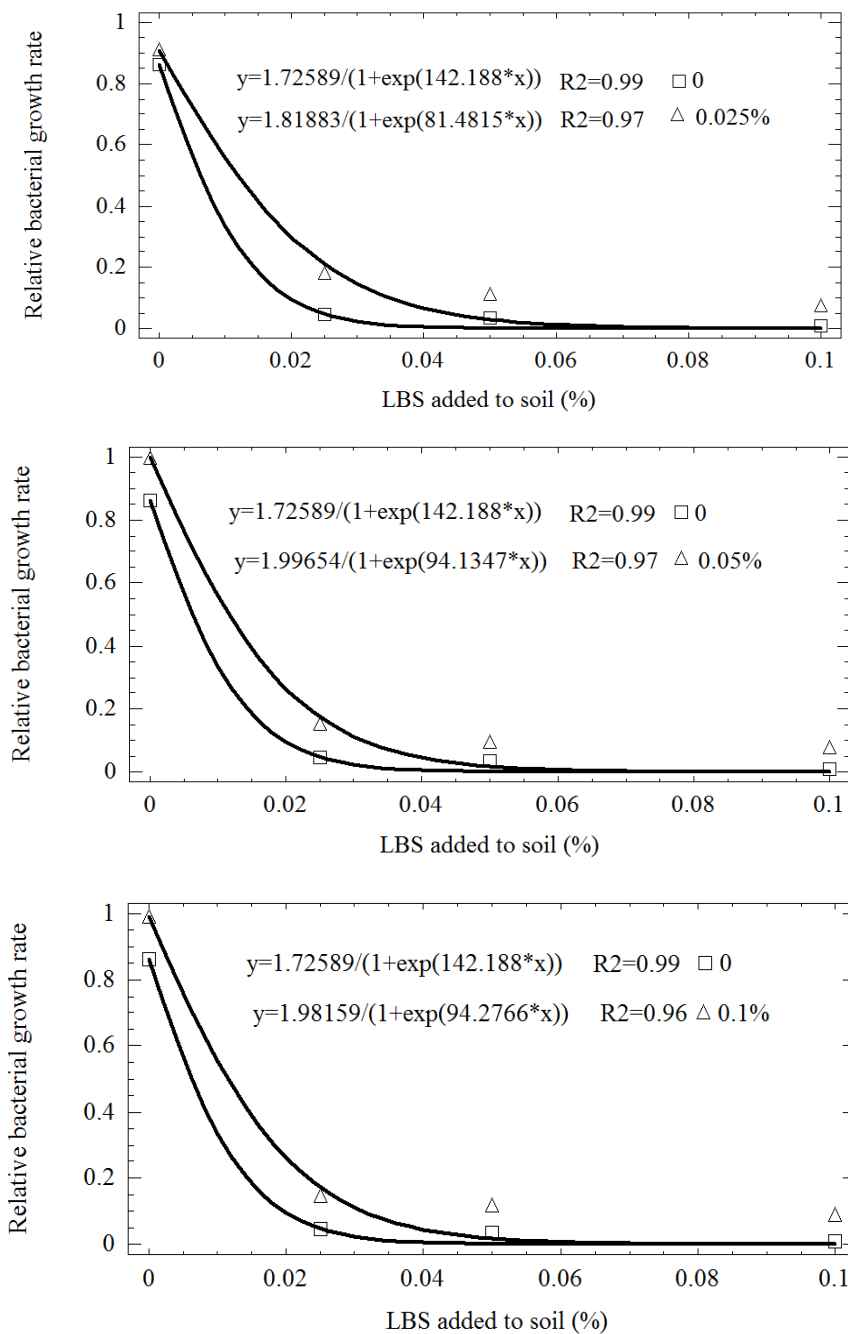 Relative bacterial growth rate
1
0.8
0.6
0.4
0.2
0
y=1.72589/(1+exp(142.188*x)) R2=0.99 □ 0
y=1.81883/(1+exp(81.4815*x)) R2=0.97 △ 0.025%
0 0.02 0.04 0.06 0.08 0.1
LBS added to soil (%)
Relative bacterial growth rate
1
0.8
0.6
0.4
0.2
0
y=1.72589/(1+exp(142.188*x)) R2=0.99 □ 0
y=1.99654/(1+exp(94.1347*x)) R2=0.97 △ 0.05%
0 0.02 0.04 0.06 0.08 0.1
LBS added to soil (%)
Relative bacterial growth rate
1
0.8
0.6
0.4
0.2
0
y=1.72589/(1+exp(142.188*x)) R2=0.99 □ 0
y=1.98159/(1+exp(94.2766*x)) R2=0.96 △ 0.1%
0 0.02 0.04 0.06 0.08 0.1
LBS added to soil (%)